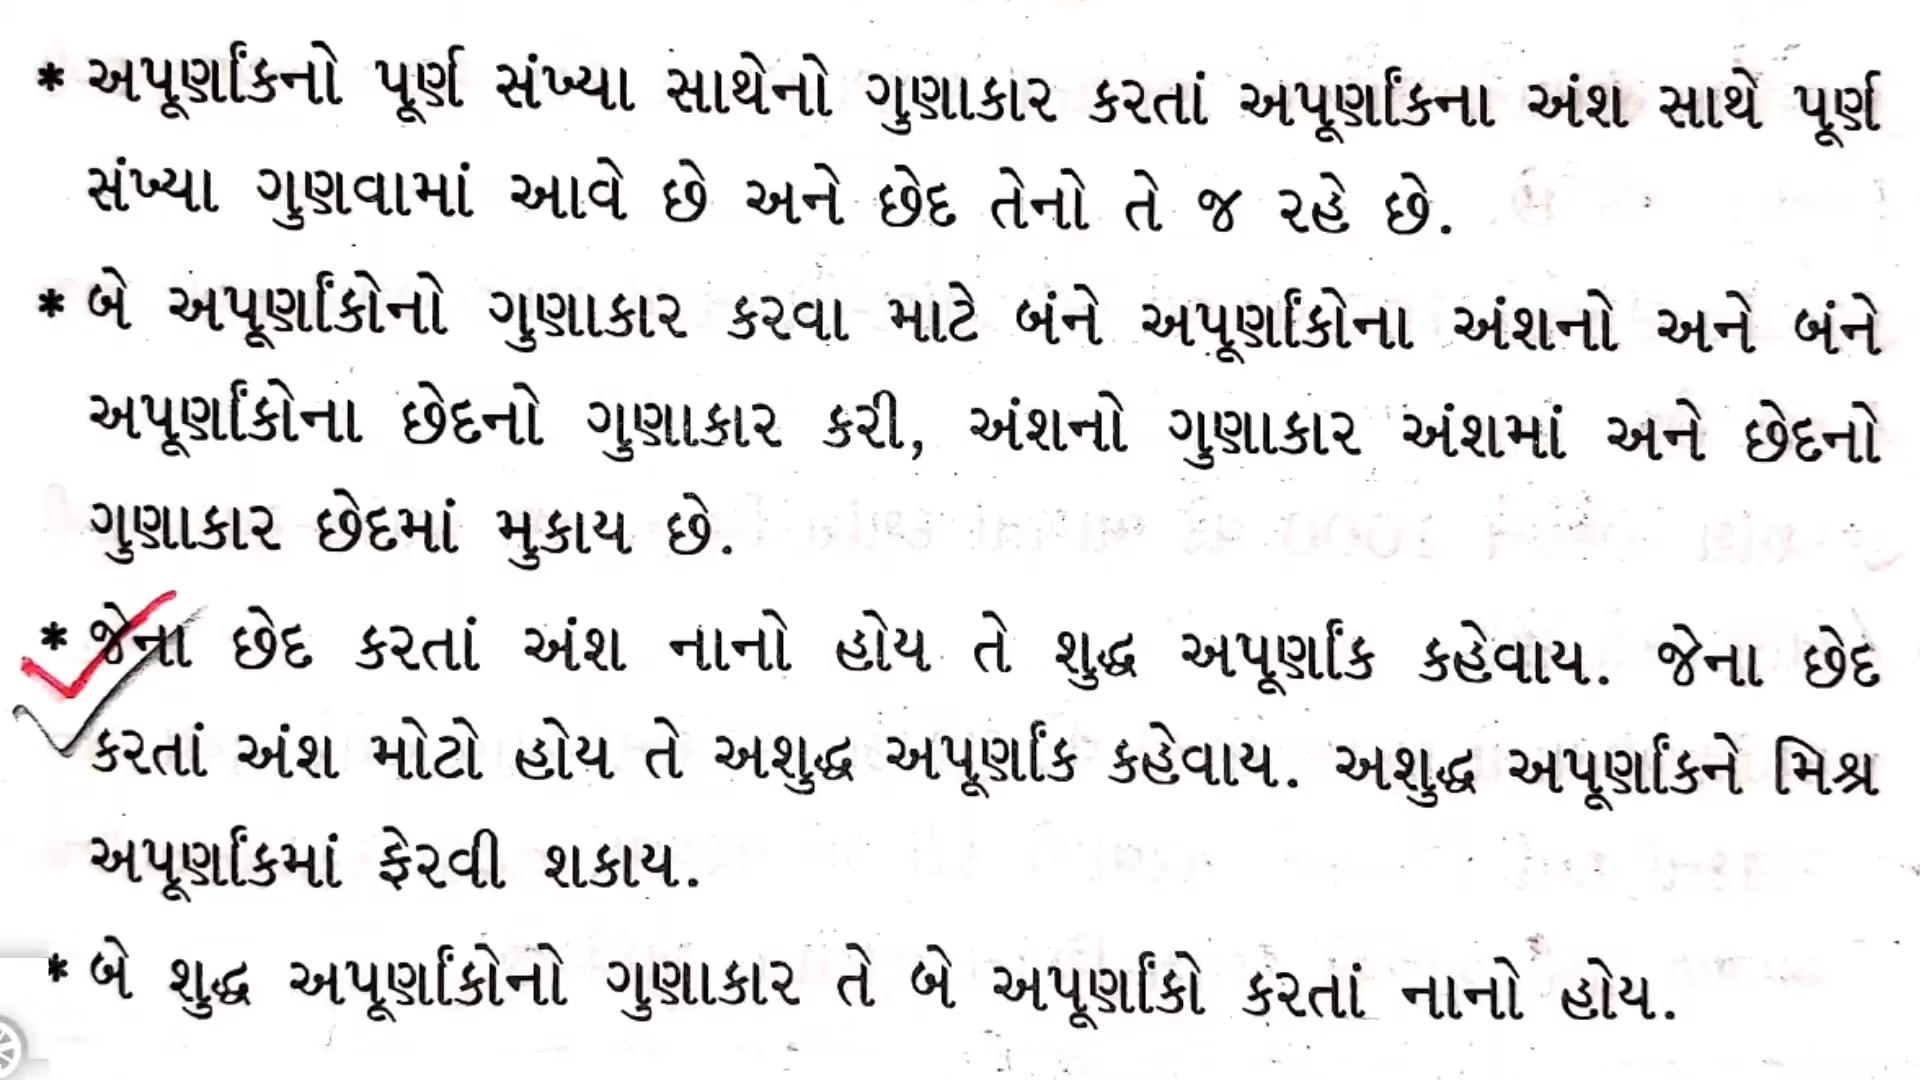 * અપૂર્ણાંકનો પૂર્ણ સંખ્યા સાથેનો ગુણાકાર કરતાં અપૂર્ણાંકના અંશ સાથે પૂર્ણ
સંખ્યા ગુણવામાં આવે છે અને છેદ તેનો તે જ રહે છે.
* બે અપૂર્ણાંકોનો ગુણાકાર કરવા માટે બંને અપૂર્ણાંકોના અંશનો અને બંને
અપૂર્ણાંકોના છેદનો ગુણાકાર કરી, અંશનો ગુણાકાર અંશમાં અને છેદનો
ગુણાકાર છેદમાં મુકાય છે.
* જેના છેદ કરતાં અંશ નાનો હોય તે શુદ્ધ અપૂર્ણાંક કહેવાય. જેના છેદ
કરતાં અંશ મોટો હોય તે અશુદ્ધ અપૂર્ણાંક કહેવાય. અશુદ્ધ અપૂર્ણાંકને મિશ્ર
અપૂર્ણાંકમાં ફેરવી શકાય.
* બે શુદ્ધ અપૂર્ણાંકોનો ગુણાકાર તે બે અપૂર્ણાંકો કરતાં નાનો હોય.